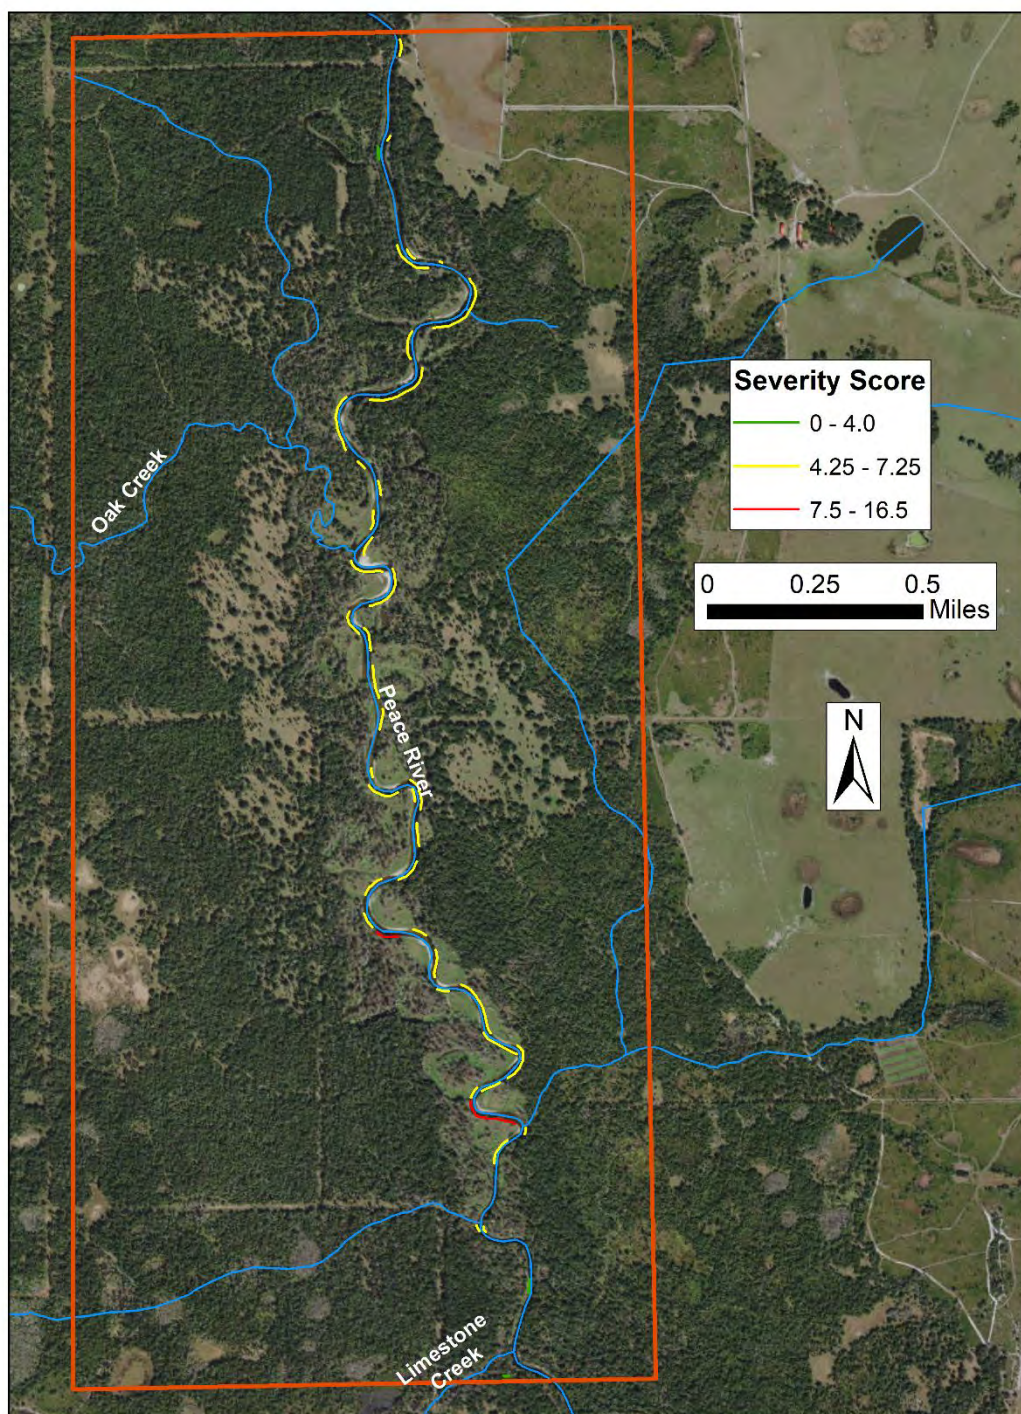 Severity Score
0 - 4.0
4.25 - 7.25
7.5 - 16.5
Oak Creek
0 0.25 0.5
Miles
Peace River
N
Limestone
Creek